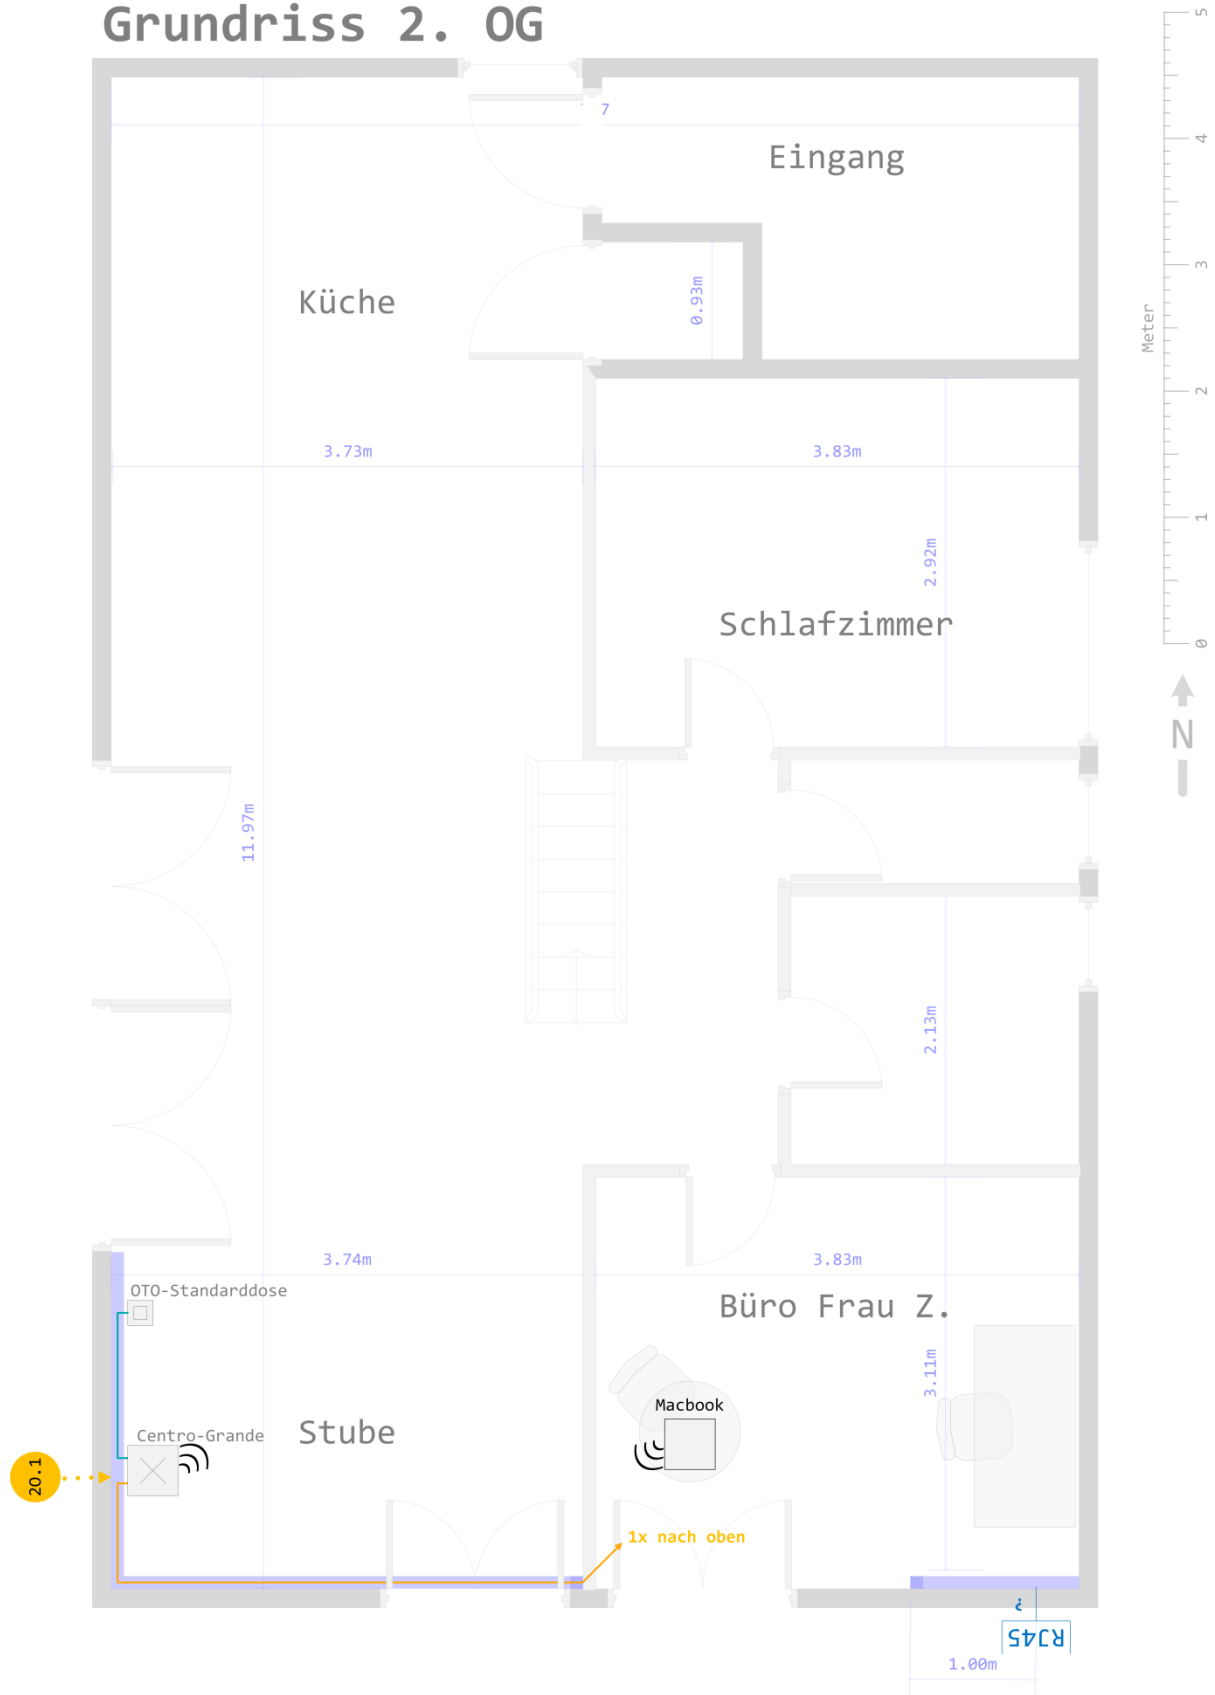 Grundriss 2. OG
5
4
3
2
1
0
Meter
N
7
Eingang
Küche
0.93m
3.73m
3.83m
2.92m
Schlafzimmer
11.97m
2.13m
3.74m
3.83m
OTO-Standarddose
Büro Frau Z.
3.11m
Macbook
Centro-Grande
Stube
20.1
1x nach oben
?
RJ45
1.00m